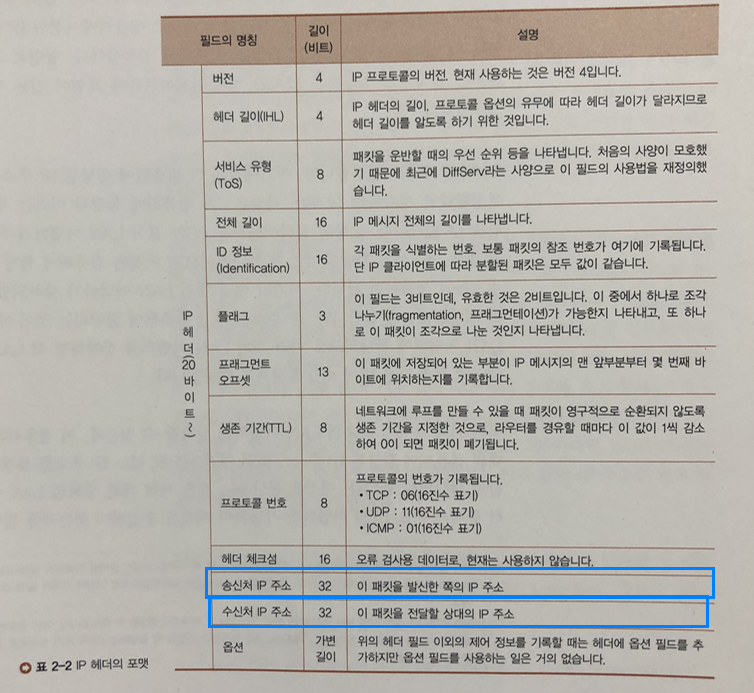 필드의 명칭 길이 (비트) 설명
버전 4 IP 프로토콜의 버전. 현재 사용하는 것은 버전 4입니다.
헤더 길이(IHL) 4 IP 헤더의 길이. 프로토콜 옵션의 유무에 따라 헤더 길이가 달라지므로
헤더 길이를 알도록 하기 위한 것입니다.
서비스 유형 (ToS) 8 패킷을 운반할 때의 우선 순위 등을 나타냅니다. 처음의 사양이 모호했
기 때문에 최근에 DiffServ라는 사양으로 이 필드의 사용법을 재정의했
습니다.
전체 길이 16 IP 메시지 전체의 길이를 나타냅니다.
ID 정보 (Identification) 16 각 패킷을 식별하는 번호. 보통 패킷의 참조 번호가 여기에 기록됩니다.
단 IP 클라이언트에 따라 분할된 패킷은 모두 값이 같습니다.
IP 헤더(20바이트~)
플래그 3 이 필드는 3비트인데, 유효한 것은 2비트입니다. 이 중에서 하나로 조각
나누기(fragmentation, 프래그먼테이션)가 가능한지 나타내고, 또 하나
로 이 패킷이 조각으로 나눈 것인지 나타냅니다.
프래그먼트 오프셋 13 이 패킷에 저장되어 있는 부분이 IP 메시지의 맨 앞부분부터 몇 번째 바
이트에 위치하는지를 기록합니다.
생존 기간(TTL) 8 네트워크에 루프를 만들 수 있을 때 패킷이 영구적으로 순환되지 않도록
생존 기간을 지정한 것으로, 라우터를 경유할 때마다 이 값이 1씩 감소
하여 0이 되면 패킷이 폐기됩니다.
프로토콜 번호 8 프로토콜의 번호가 기록됩니다.
• TCP : 06(16진수 표기)
• UDP : 11(16진수 표기)
• ICMP : 01(16진수 표기)
헤더 체크섬 16 오류 검사용 데이터로, 현재는 사용하지 않습니다.
송신처 IP 주소 32 이 패킷을 발신한 쪽의 IP 주소
수신처 IP 주소 32 이 패킷을 전달할 상대의 IP 주소
옵션 가변 길이 위의 헤더 필드 이외의 제어 정보를 기록할 때는 헤더에 옵션 필드를 추
가하지만 옵션 필드를 사용하는 일은 거의 없습니다.
표 2-2 IP 헤더의 포맷